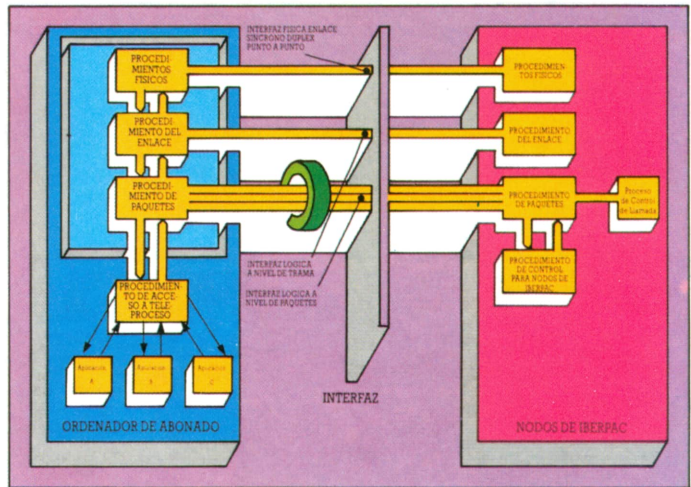 INTERFAZ FISICA ENLACE
SINCRONO DUPLEX
PUNTO A PUNTO
PROCEDI-
MIENTOS
FISICOS
PROCEDIMIEN-
TOS FISICOS
PROCEDI-
MIENTO DEL
ENLACE
PROCEDIMIENTO
DEL ENLACE
PROCEDI-
MIENTO DE
PAQUETES
PROCEDIMIENTO
DE PAQUETES
Proceso
de Control
de Llamada
INTERFAZ LOGICA
A NIVEL DE TRAMA
INTERFAZ LOGICA A
NIVEL DE PAQUETES
PROCEDIMIENTO
DE CONTROL
PARA NODOS DE
IBERPAC
PROCEDIMIEN-
TO DE ACCE-
SO A TELE-
PROCESO
Aplicación
A
Aplicación
B
Aplicación
C
INTERFAZ
ORDENADOR DE ABONADO
NODOS DE IBERPAC